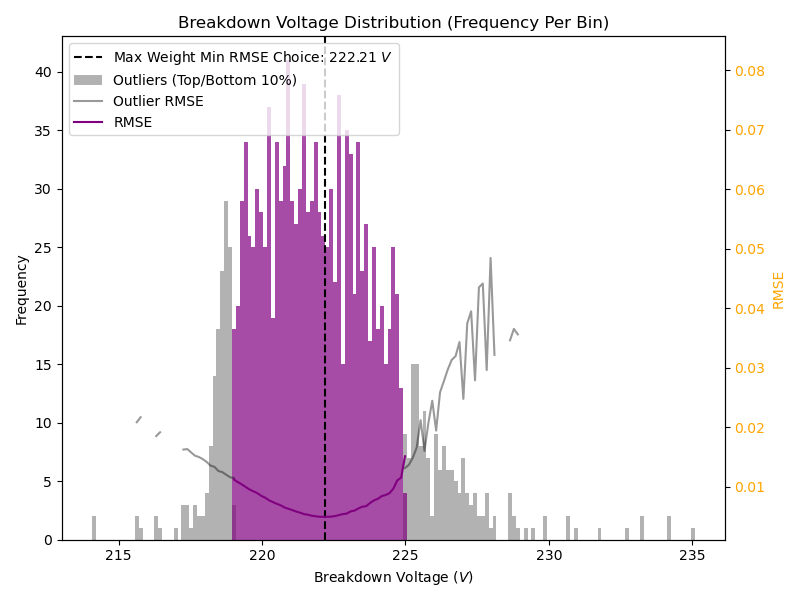 Breakdown Voltage Distribution (Frequency Per Bin)
Max Weight Min RMSE Choice: 222.21 V
Outliers (Top/Bottom 10%)
Outlier RMSE
RMSE
40
35
30
25
20
15
10
5
0
Frequency
0.08
0.07
0.06
0.05
0.04
0.03
0.02
0.01
RMSE
215
220
225
230
235
Breakdown Voltage (V)